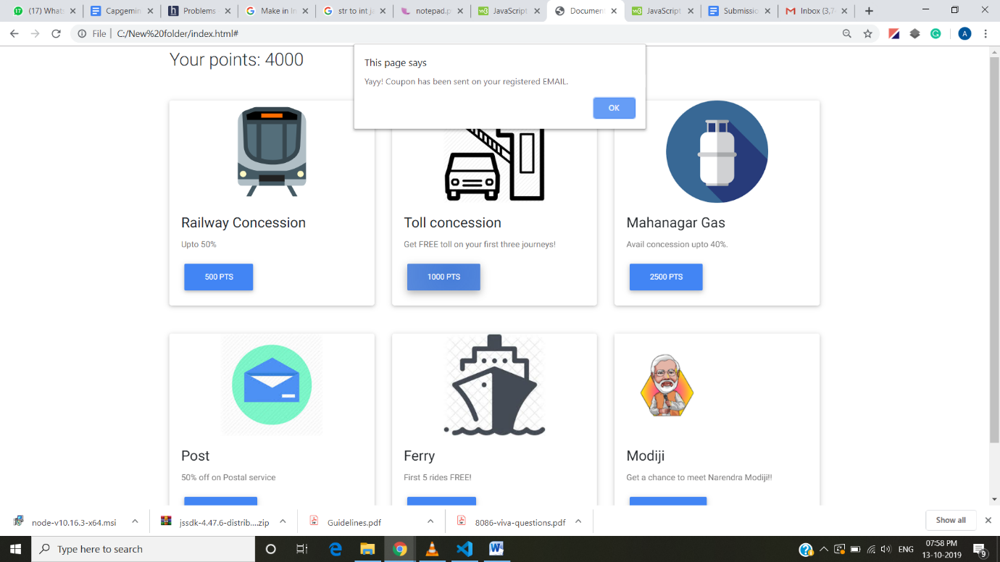 (17) Whats
Capgemin
Problems
Make in In
str to int ja
notepad.p
JavaScript
Documen
JavaScript
Submissio
Inbox (3,7
File | C:/New%20folder/index.html#
A
Your points: 4000
This page says
Yayy! Coupon has been sent on your registered EMAIL.
OK
Railway Concession
Upto 50%
500 PTS
Toll concession
Get FREE toll on your first three journeys!
1000 PTS
Mahanagar Gas
Avail concession upto 40%.
2500 PTS
Post
50% off on Postal service
Ferry
First 5 rides FREE!
Modiji
Get a chance to meet Narendra Modiji!!
node-v10.16.3-x64.msi
jssdk-4.47.6-distrib....zip
Guidelines.pdf
8086-viva-questions.pdf
Show all
Type here to search
ENG
07:58 PM
13-10-2019
9